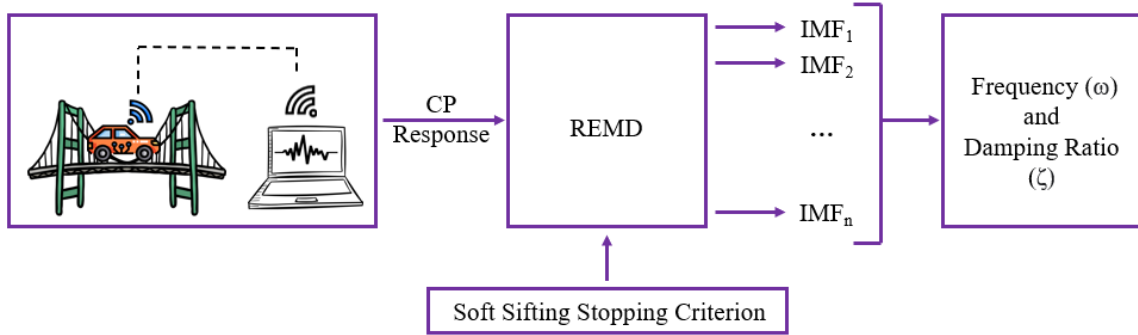 CP
Response
REMD
IMF₁
IMF₂
...
IMFₙ
Frequency (ω)
and
Damping Ratio
(ζ)
Soft Sifting Stopping Criterion